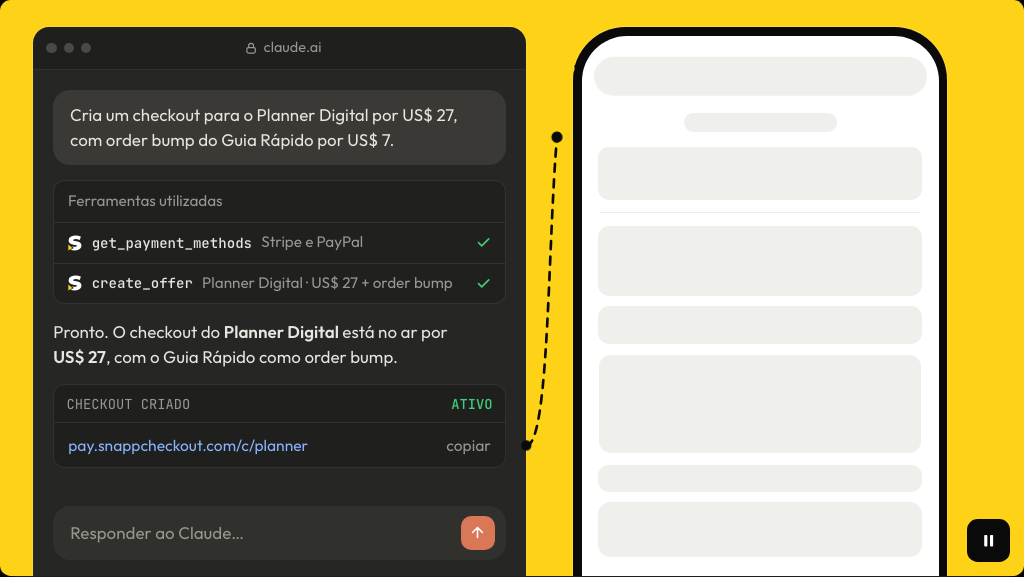 claude.ai
Cria um checkout para o Planner Digital por US$ 27,
com order bump do Guia Rápido por US$ 7.
Ferramentas utilizadas
S get_payment_methods Stripe e PayPal
S create_offer Planner Digital · US$ 27 + order bump
Pronto. O checkout do Planner Digital está no ar por
US$ 27, com o Guia Rápido como order bump.
CHECKOUT CRIADO ATIVO
pay.snappcheckout.com/c/planner copiar
Responder ao Claude…